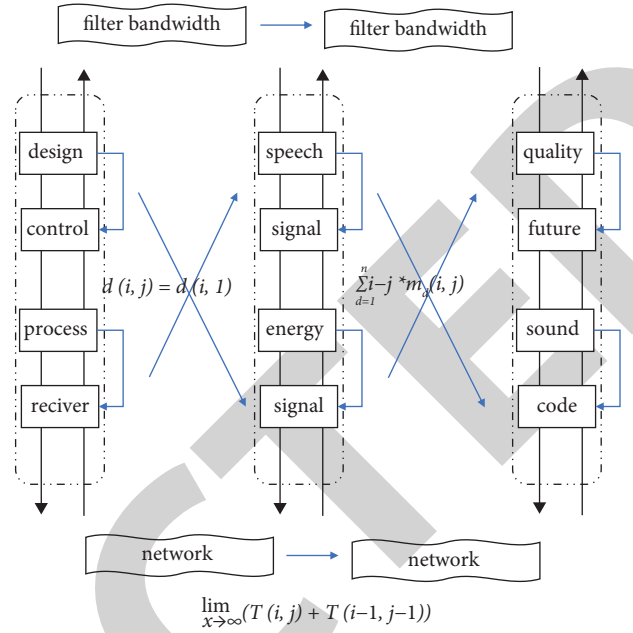 filter bandwidth filter bandwidth
design speech quality
control signal future
d (i, j) = d (i, 1) n∑d=1 i–j *m_d(i, j)
process energy sound
reciver signal code
network network
lim x→∞ (T (i, j) + T (i–1, j–1))